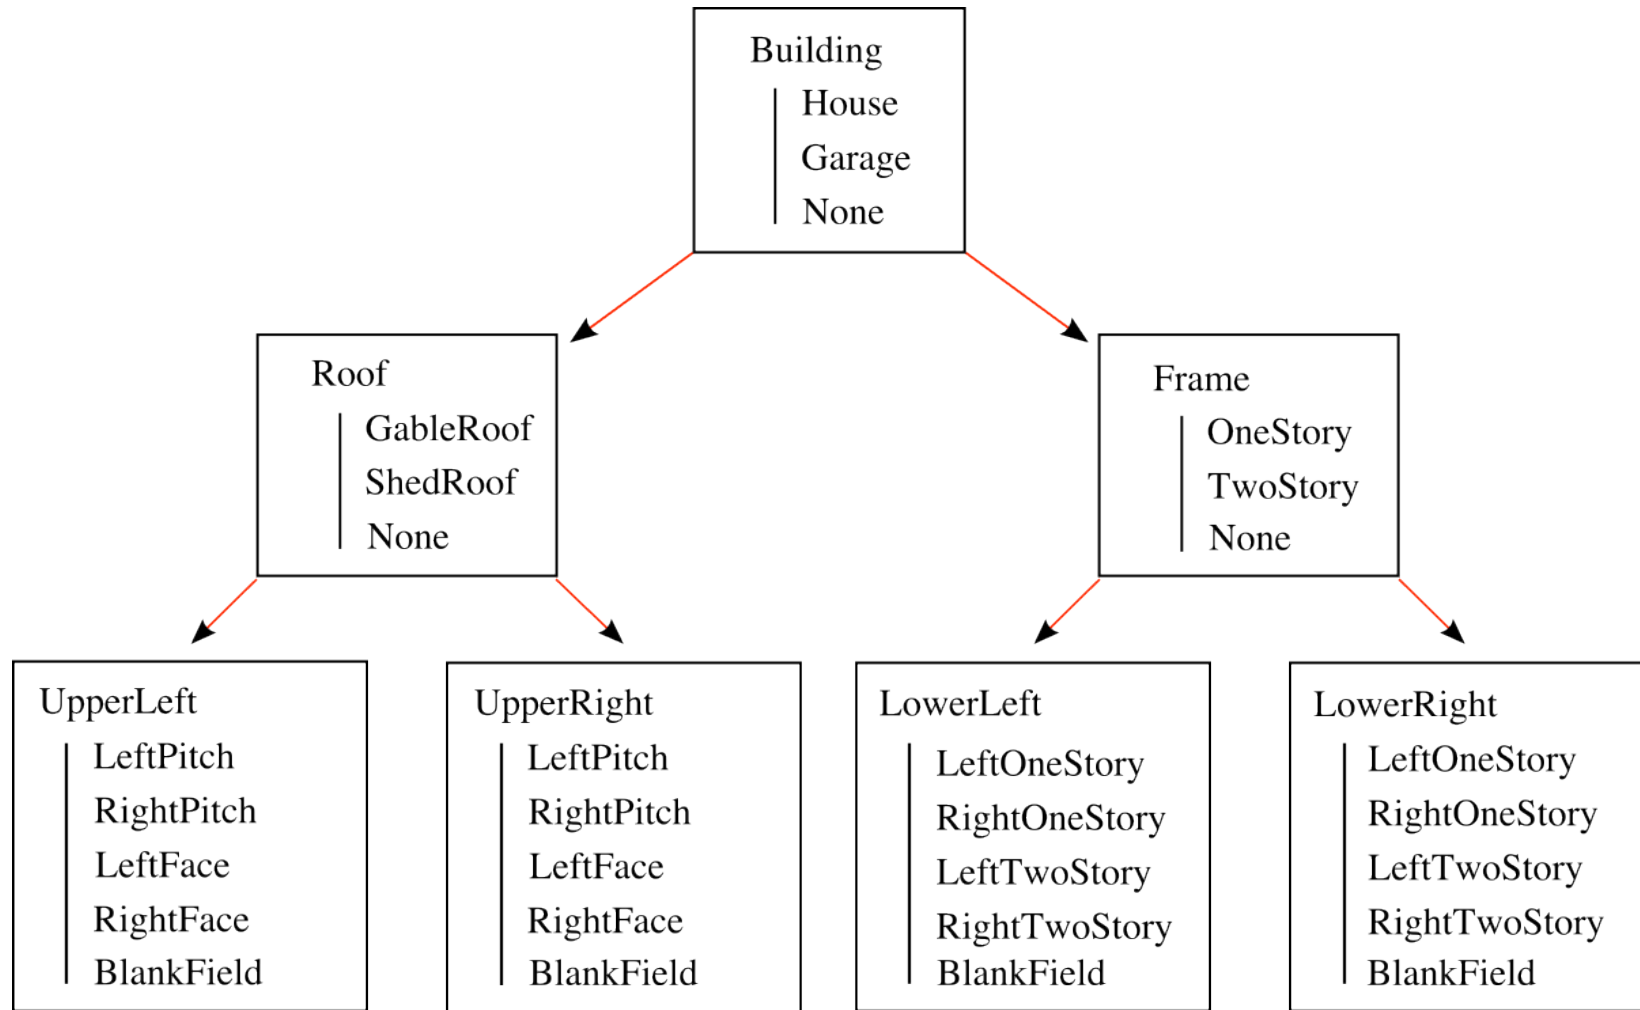 Building
House
Garage
None
Roof
GableRoof
ShedRoof
None
Frame
OneStory
TwoStory
None
UpperLeft
LeftPitch
RightPitch
LeftFace
RightFace
BlankField
UpperRight
LeftPitch
RightPitch
LeftFace
RightFace
BlankField
LowerLeft
LeftOneStory
RightOneStory
LeftTwoStory
RightTwoStory
BlankField
LowerRight
LeftOneStory
RightOneStory
LeftTwoStory
RightTwoStory
BlankField